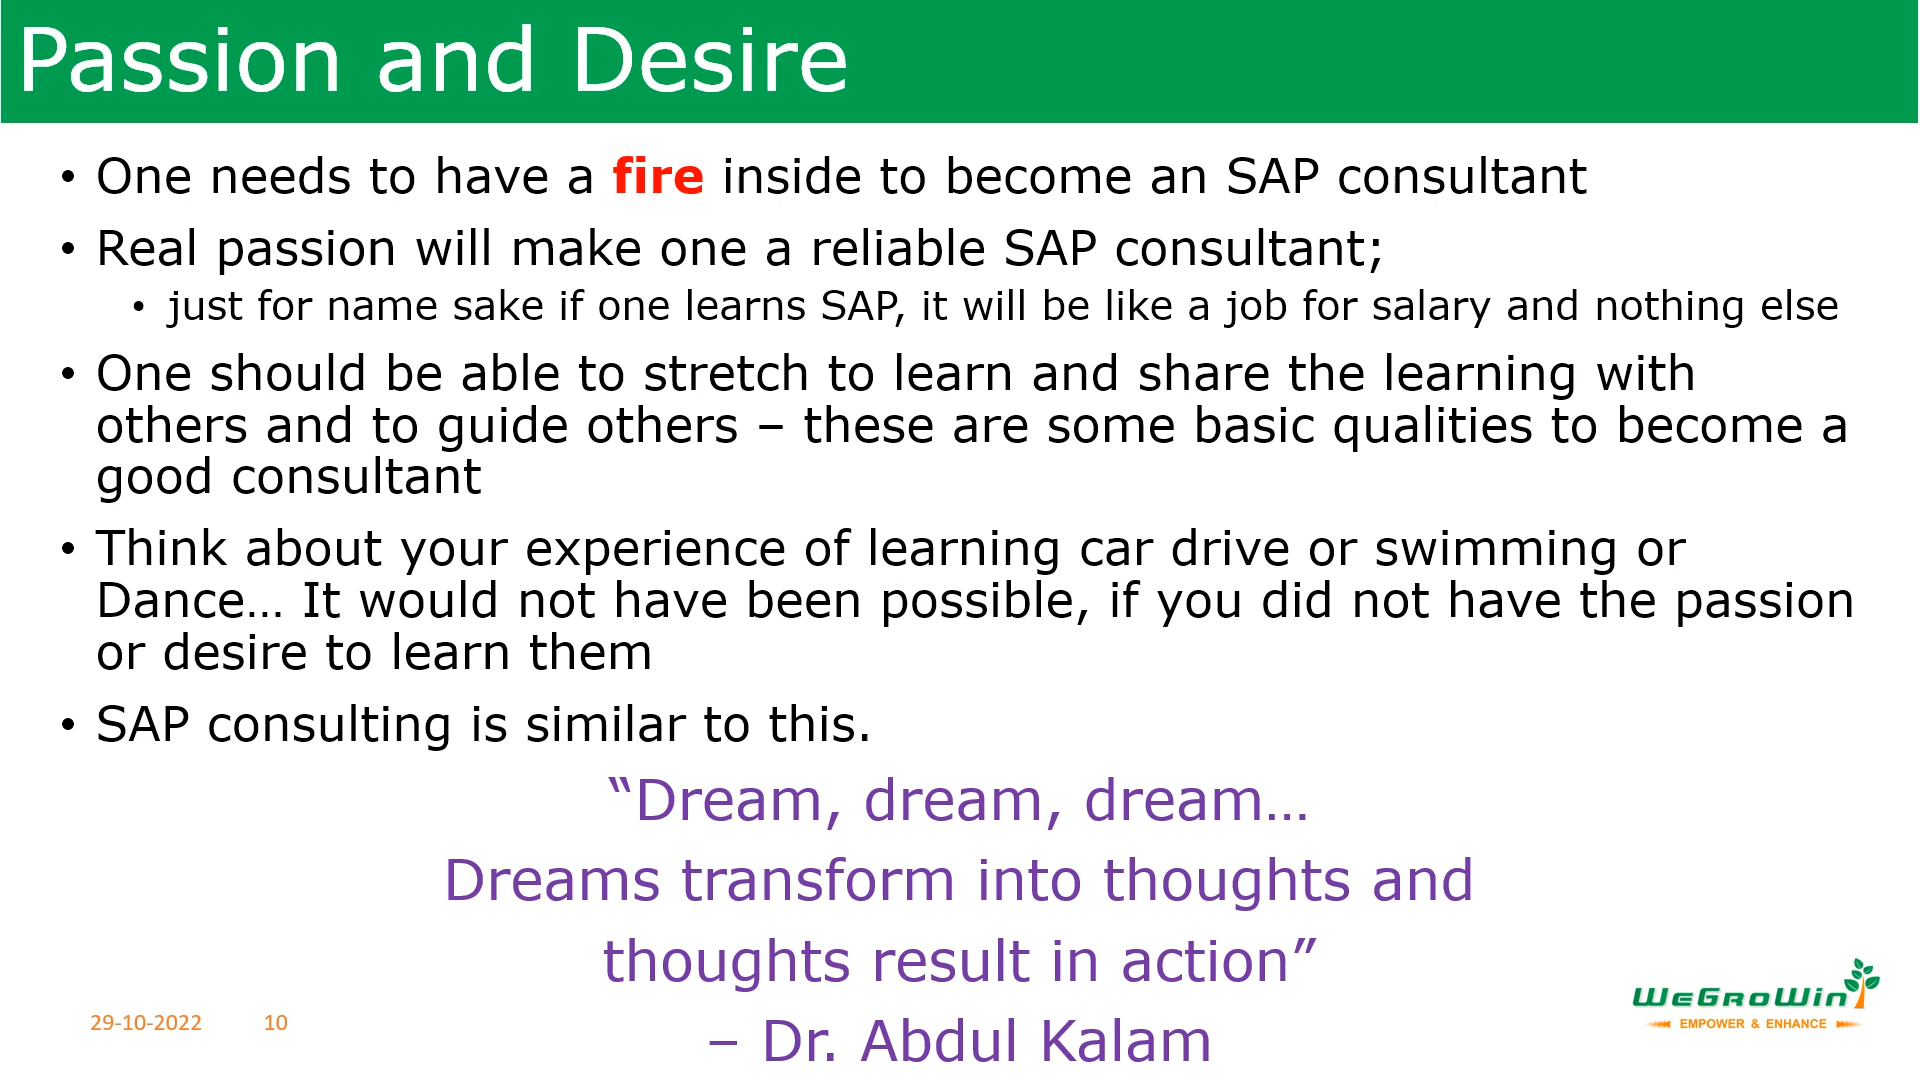 Passion and Desire
• One needs to have a fire inside to become an SAP consultant
• Real passion will make one a reliable SAP consultant;
• just for name sake if one learns SAP, it will be like a job for salary and nothing else
• One should be able to stretch to learn and share the learning with
others and to guide others – these are some basic qualities to become a
good consultant
• Think about your experience of learning car drive or swimming or
Dance… It would not have been possible, if you did not have the passion
or desire to learn them
• SAP consulting is similar to this.
“Dream, dream, dream…
Dreams transform into thoughts and
thoughts result in action”
– Dr. Abdul Kalam
29-10-2022 10
WeGroWin
EMPOWER & ENHANCE